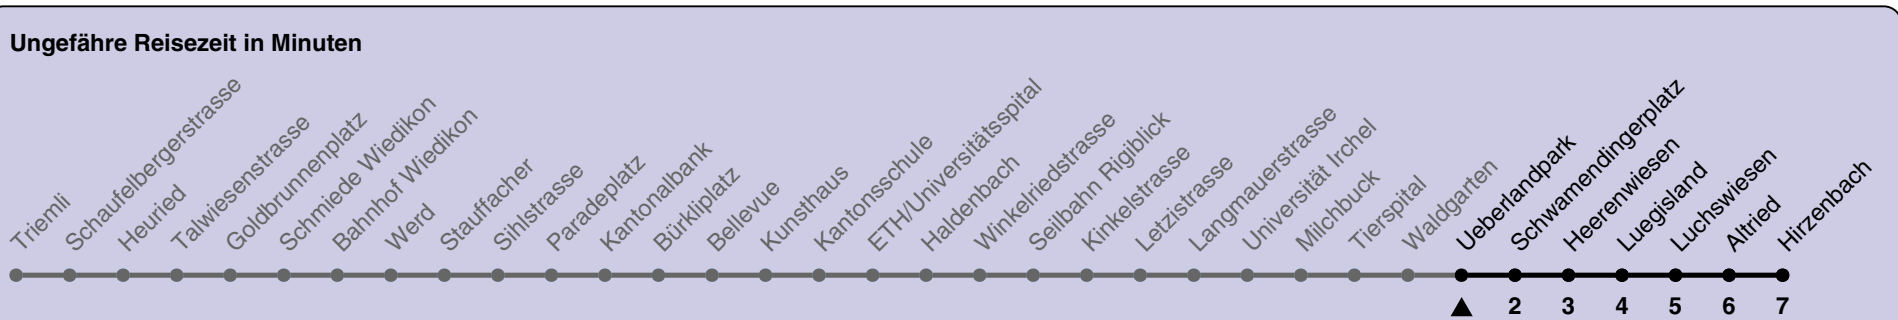 Ungefähre Reisezeit in Minuten
Triemli
Schaufelbergerstrasse
Heuried
Talwiesenstrasse
Goldbrunnenplatz
Schmiede Wiedikon
Bahnhof Wiedikon
Werd
Stauffacher
Sihlstrasse
Paradeplatz
Kantonalbank
Bürkliplatz
Bellevue
Kunsthaus
Kantonsschule
ETH/Universitätsspital
Haldenbach
Winkelriedstrasse
Seilbahn Rigiblick
Kinkelstrasse
Letzistrasse
Langmauerstrasse
Universität Irchel
Milchbuck
Tierspital
Waldgarten
Ueberlandpark
Schwamendingerplatz
Heerenwiesen
Luegisland
Luchswiesen
Altried
Hirzenbach
2 3 4 5 6 7